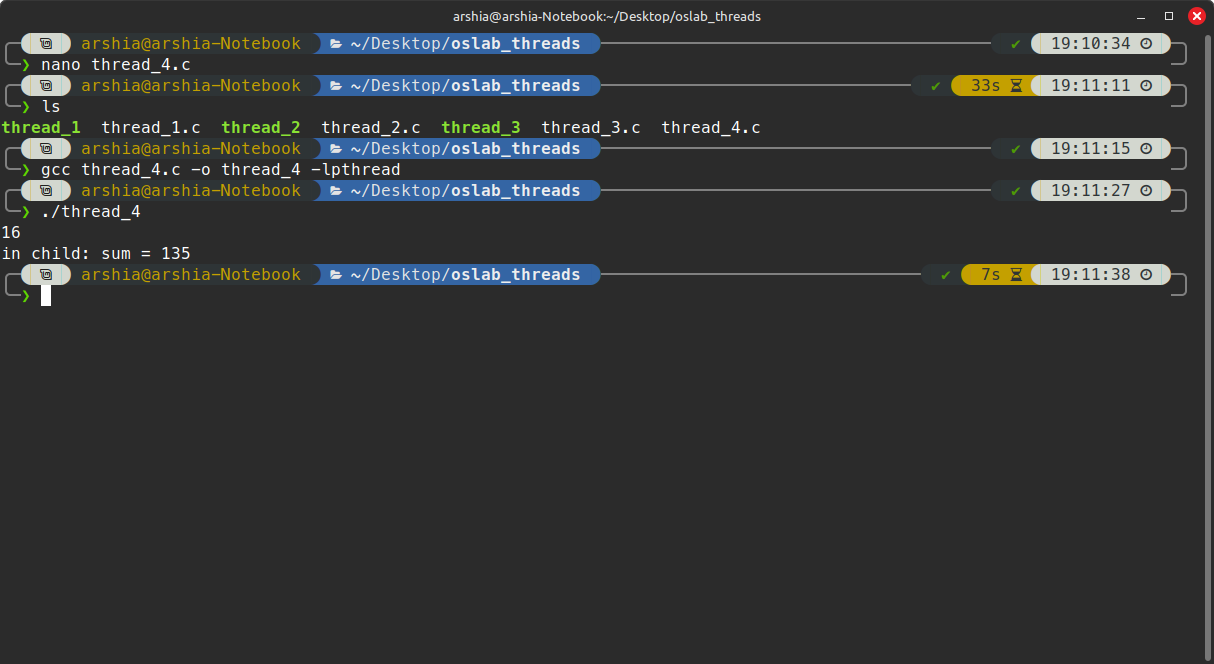 arshia@arshia-Notebook:~/Desktop/oslab_threads
arshia@arshia-Notebook ~/Desktop/oslab_threads ✔ 19:10:34
❯ nano thread_4.c
arshia@arshia-Notebook ~/Desktop/oslab_threads ✔ 33s 19:11:11
❯ ls
thread_1 thread_1.c thread_2 thread_2.c thread_3 thread_3.c thread_4.c
arshia@arshia-Notebook ~/Desktop/oslab_threads ✔ 19:11:15
❯ gcc thread_4.c -o thread_4 -lpthread
arshia@arshia-Notebook ~/Desktop/oslab_threads ✔ 19:11:27
❯ ./thread_4
16
in child: sum = 135
arshia@arshia-Notebook ~/Desktop/oslab_threads ✔ 7s 19:11:38
❯